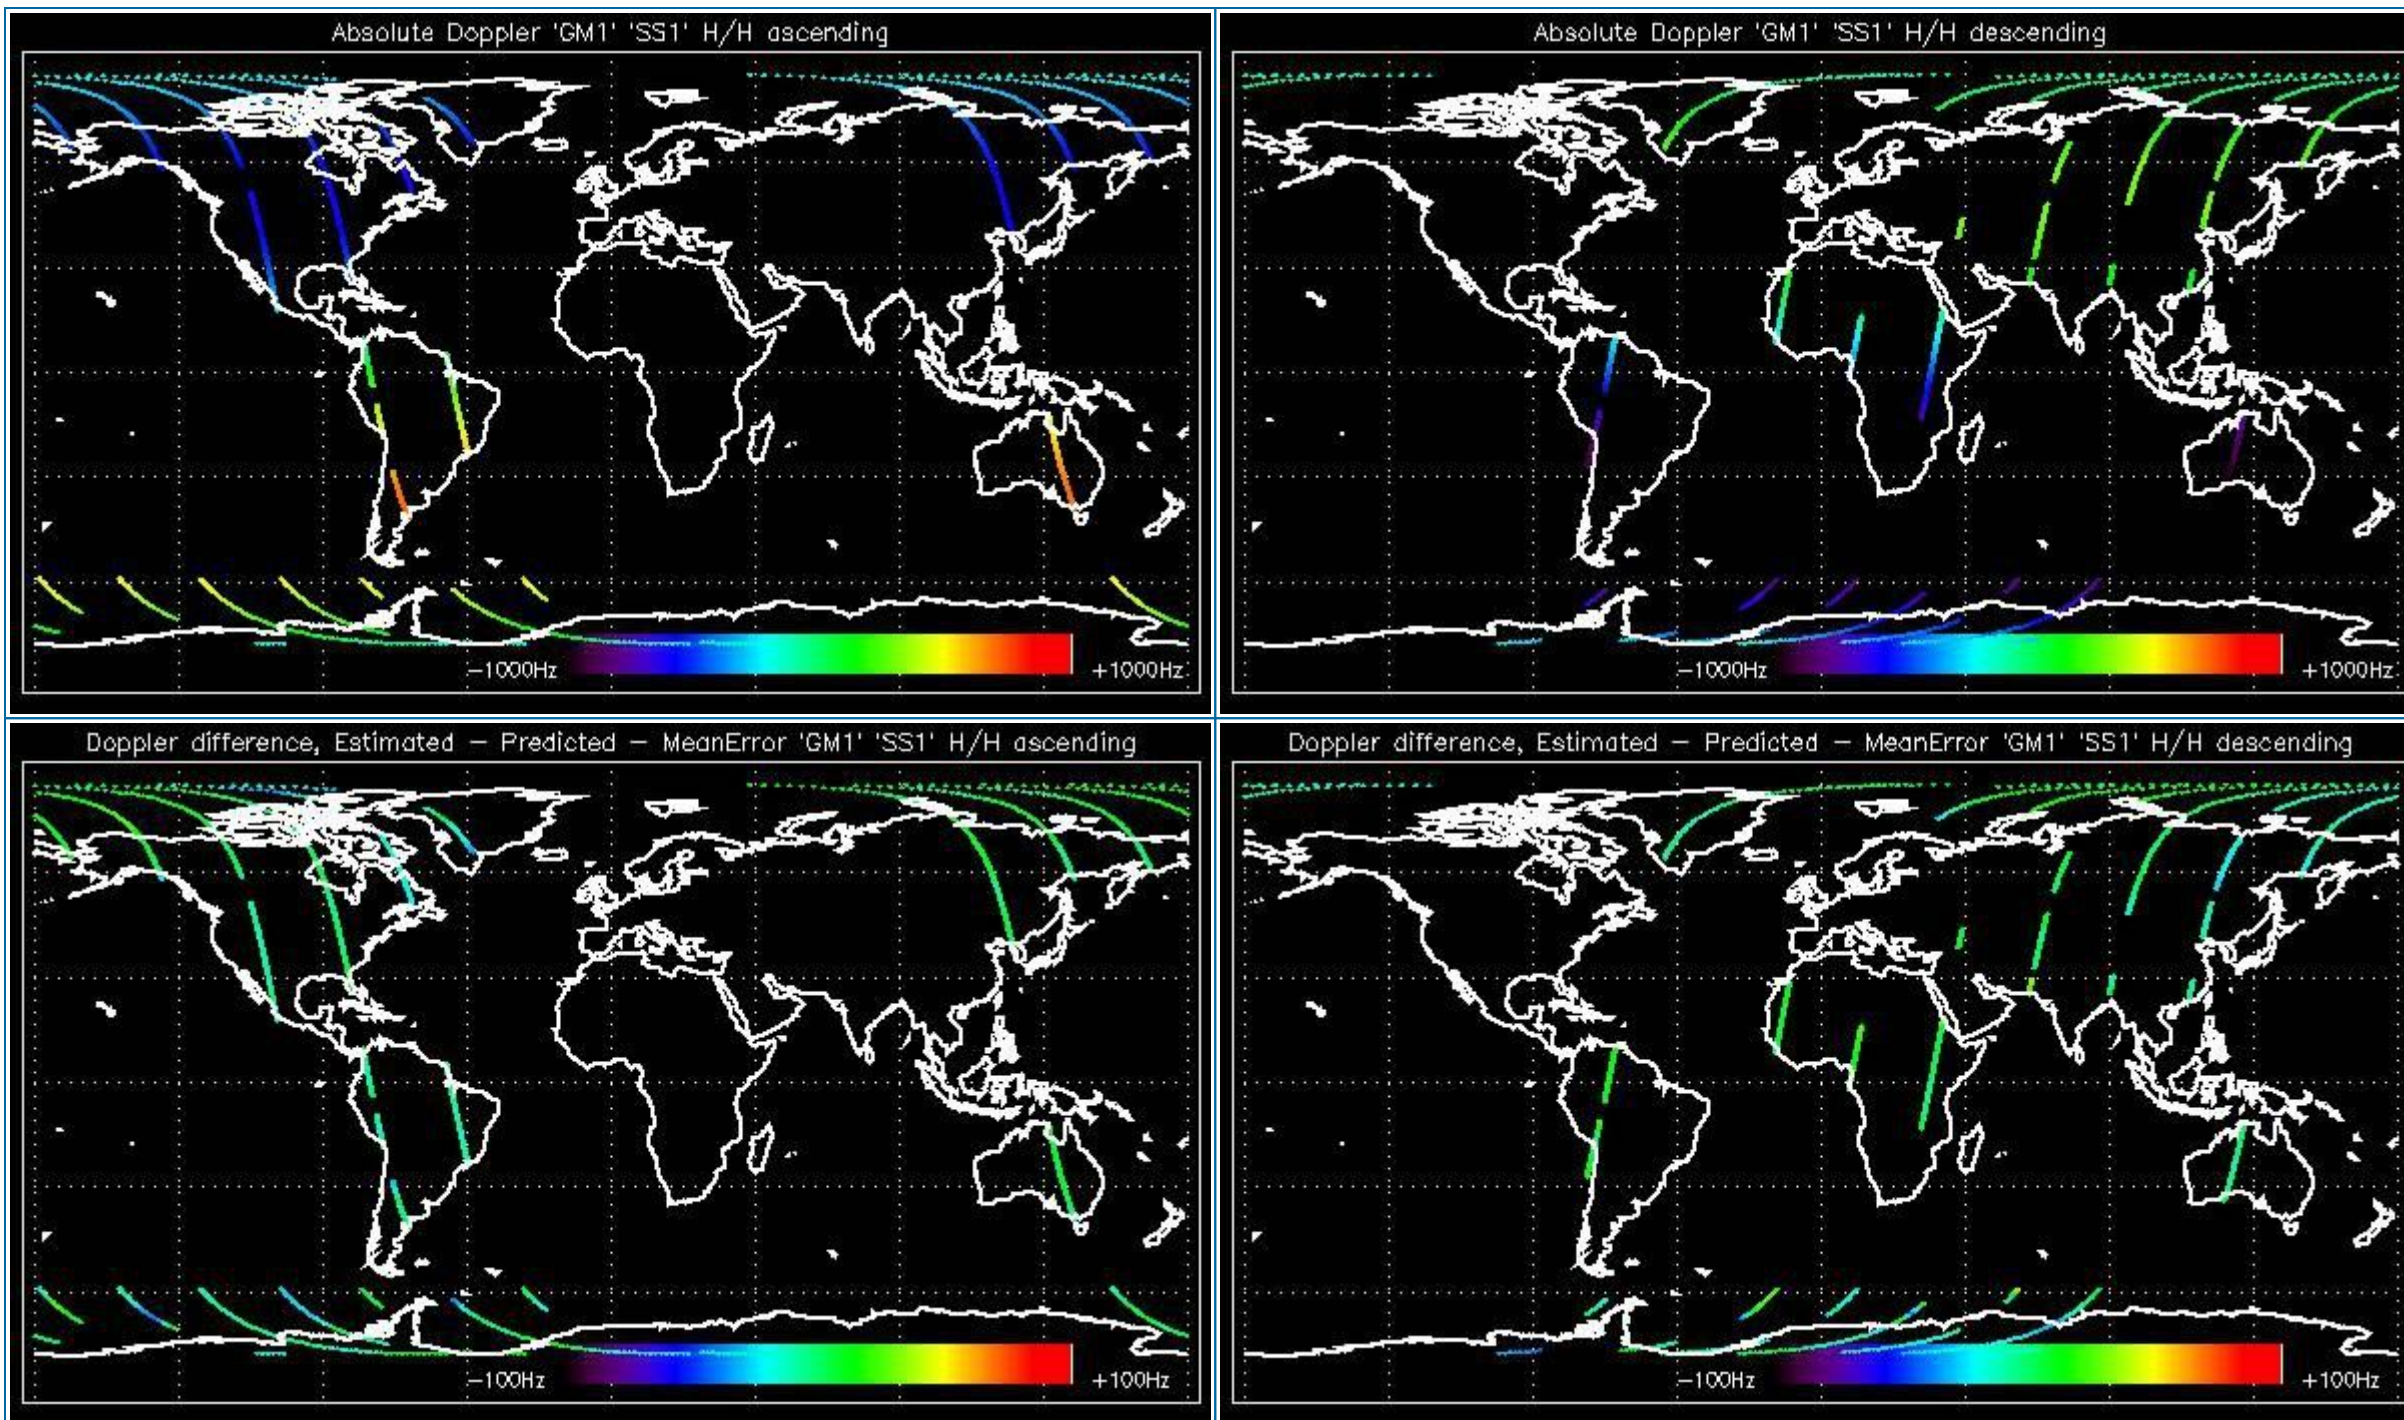 Absolute Doppler 'GM1' 'SS1' H/H ascending
−1000Hz
+1000Hz
Absolute Doppler 'GM1' 'SS1' H/H descending
−1000Hz
+1000Hz
Doppler difference, Estimated − Predicted − MeanError 'GM1' 'SS1' H/H ascending
−100Hz
+100Hz
Doppler difference, Estimated − Predicted − MeanError 'GM1' 'SS1' H/H descending
−100Hz
+100Hz